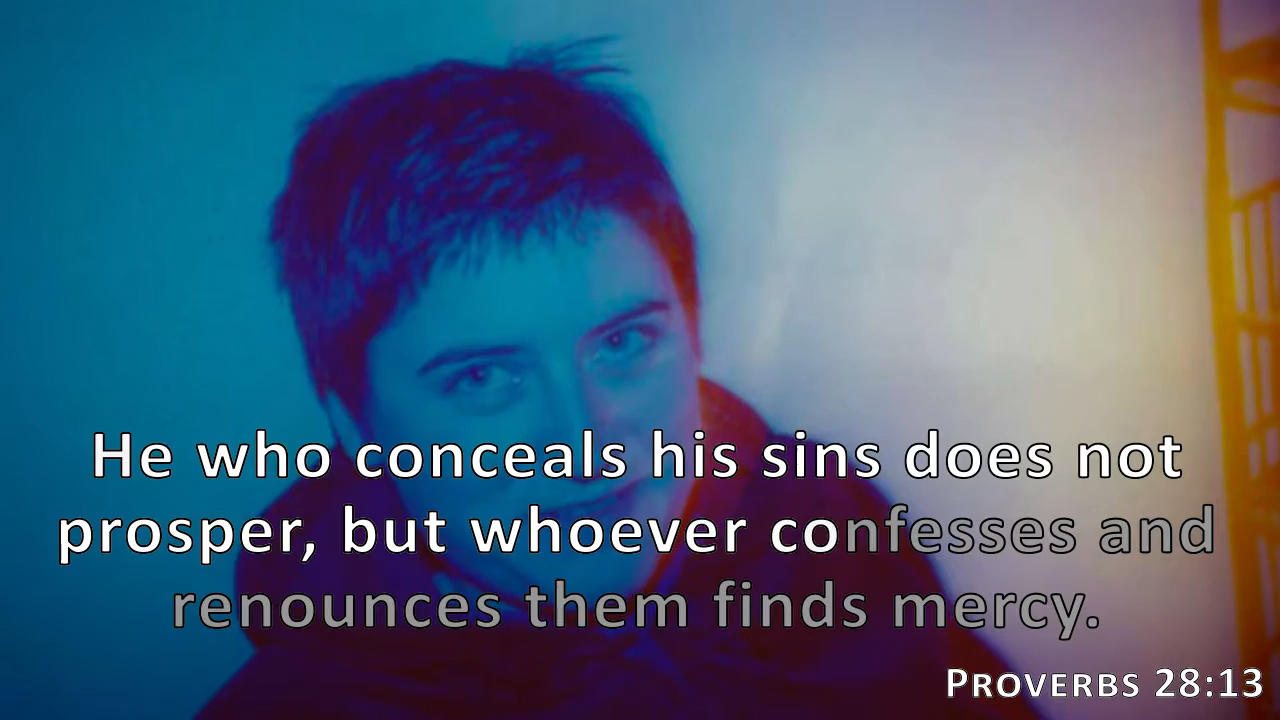 He who conceals his sins does not
prosper, but whoever confesses and
renounces them finds mercy.
Proverbs 28:13